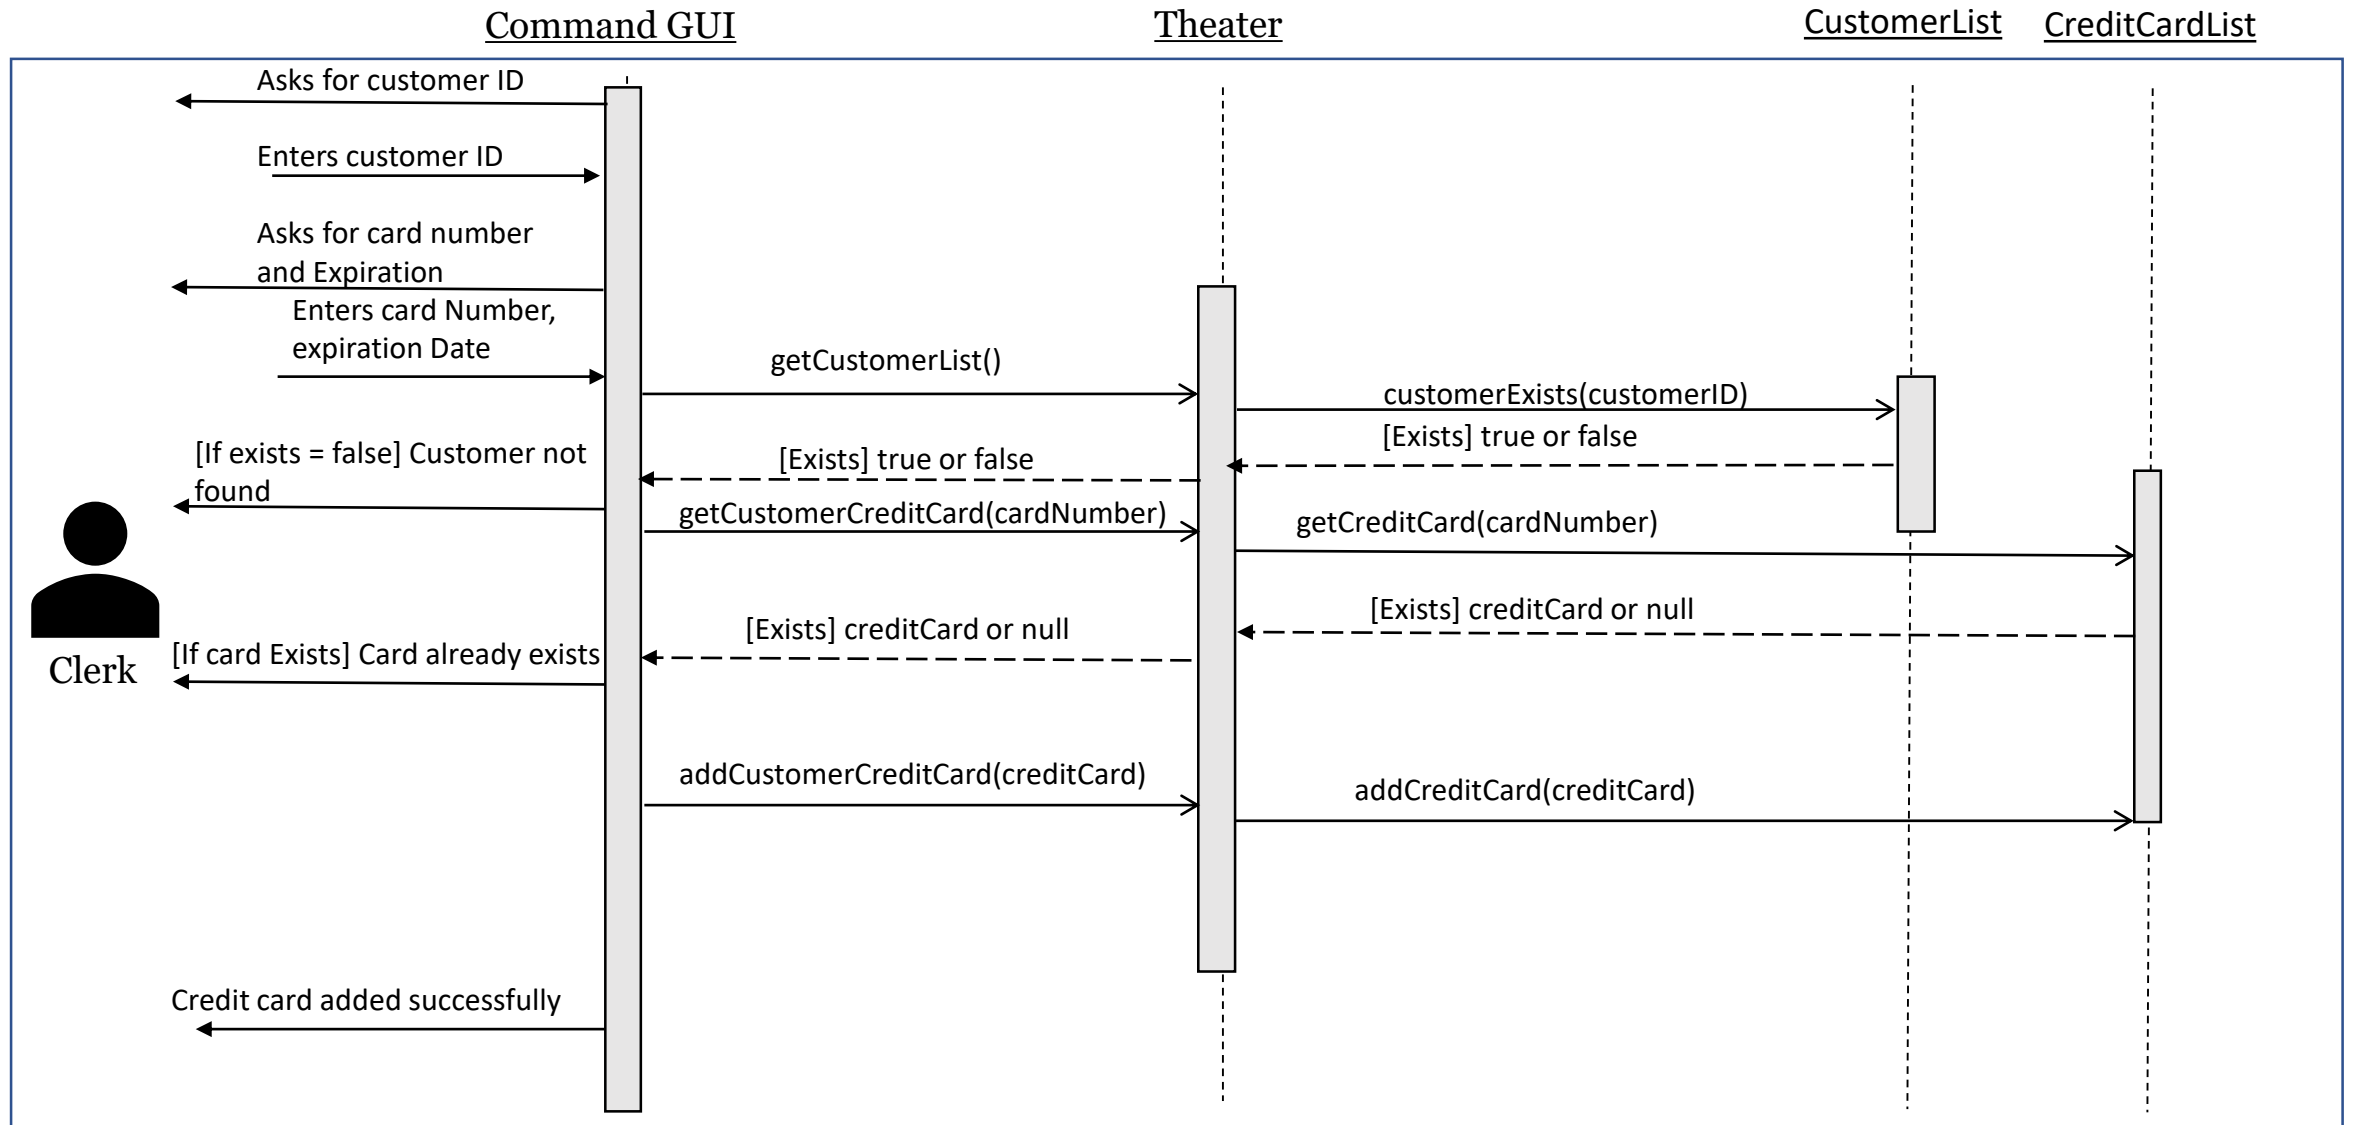 Command GUI
Theater
CustomerList
CreditCardList
Asks for customer ID
Enters customer ID
Asks for card number
and Expiration
Enters card Number,
expiration Date
getCustomerList()
customerExists(customerID)
[Exists] true or false
[Exists] true or false
[If exists = false] Customer not
found
getCustomerCreditCard(cardNumber)
getCreditCard(cardNumber)
[Exists] creditCard or null
[Exists] creditCard or null
[If card Exists] Card already exists
Clerk
addCustomerCreditCard(creditCard)
addCreditCard(creditCard)
Credit card added successfully